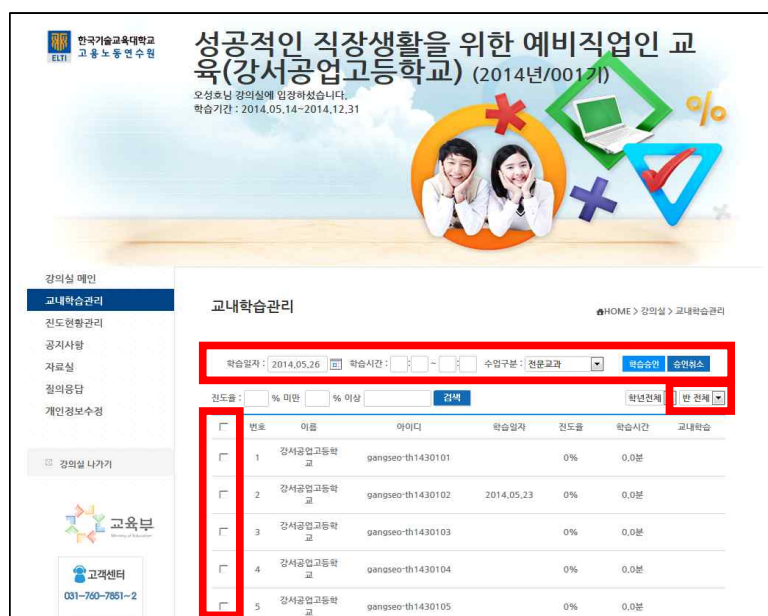 한국기술교육대학교
고용노동연수원
ELTI
성공적인 직장생활을 위한 예비직업인 교
육(강서공업고등학교) (2014년/001기)
오성호님 강의실에 입장하셨습니다.
학습기간 : 2014.05.14~2014.12.31
%
강의실 메인
교내학습관리
진도현황관리
공지사항
자료실
질의응답
개인정보수정
강의실 나가기
교육부
Ministry of Education
고객센터
031-760-7851~2
교내학습관리
HOME > 강의실 > 교내학습관리
학습일자 : 2014.05.26 학습시간 : : ~ : 수업구분 : 전문교과 학습승인 승인취소
진도율 : % 미만 % 이상 검색 학년전체 반 전체
번호 이름 아이디 학습일자 진도율 학습시간 교내학습
1 강서공업고등학교 gangseo-th1430101 0% 0.0분
2 강서공업고등학교 gangseo-th1430102 2014.05.23 0% 0.0분
3 강서공업고등학교 gangseo-th1430103 0% 0.0분
4 강서공업고등학교 gangseo-th1430104 0% 0.0분
5 강서공업고등학교 gangseo-th1430105 0% 0.0분